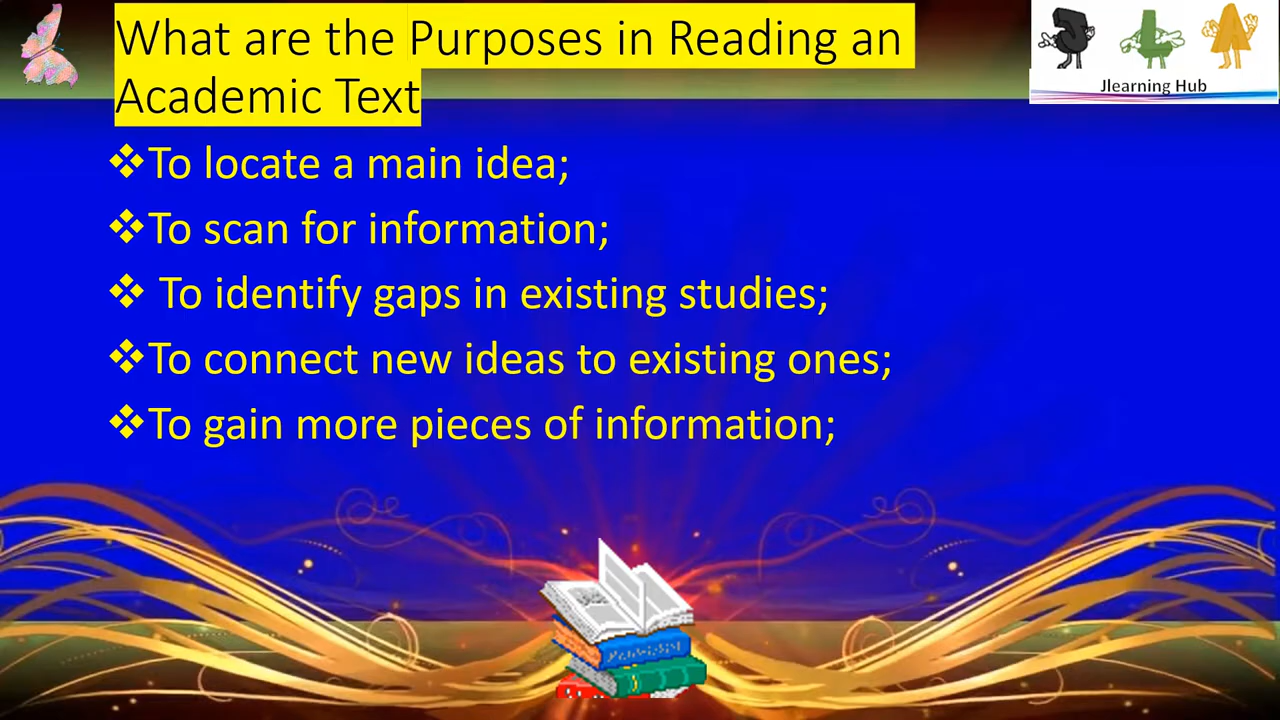 What are the Purposes in Reading an
Academic Text
Jlearning Hub
❖To locate a main idea;
❖To scan for information;
❖ To identify gaps in existing studies;
❖To connect new ideas to existing ones;
❖To gain more pieces of information;